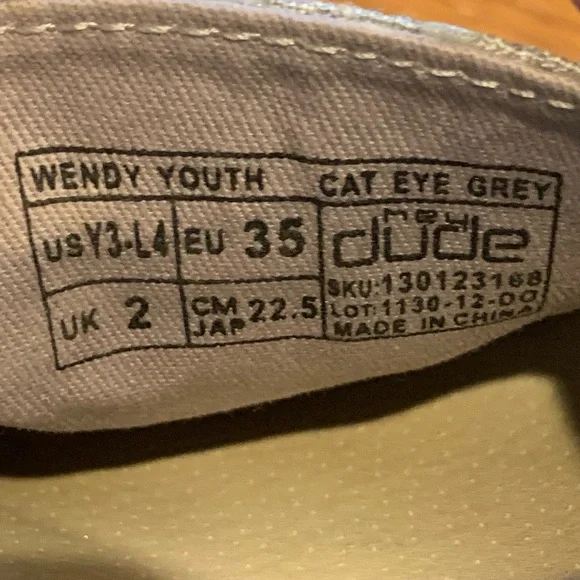 WENDY YOUTH CAT EYE GREY
US Y3-L4 EU 35
UK 2 CM JAP 22.5
hey
dude
SKU:130123168
LOT:1130-12-DO
MADE IN CHINA